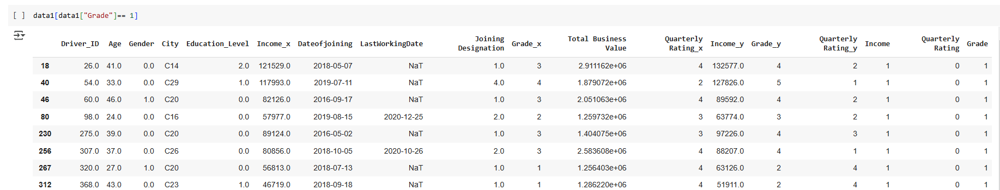 [ ] data1[data1["Grade"]== 1]
Driver_ID Age Gender City Education_Level Income_x Dateofjoining LastWorkingDate Joining Designation Grade_x Total Business Value Quarterly Rating_x Income_y Grade_y Quarterly Rating_y Income Quarterly Rating Grade
18 26.0 41.0 0.0 C14 2.0 121529.0 2018-05-07 NaT 1.0 3 2.911162e+06 4 132577.0 4 2 1 0 1
40 54.0 33.0 0.0 C29 1.0 117993.0 2019-07-11 NaT 4.0 4 1.879072e+06 2 127826.0 5 1 1 0 1
46 60.0 46.0 1.0 C20 0.0 82126.0 2016-09-17 NaT 1.0 3 2.051063e+06 4 89592.0 4 2 1 0 1
80 98.0 24.0 0.0 C16 0.0 57977.0 2019-08-15 2020-12-25 2.0 2 1.259732e+06 3 63774.0 3 2 1 0 1
230 275.0 39.0 0.0 C20 0.0 89124.0 2016-05-02 NaT 1.0 3 1.404075e+06 3 97226.0 4 3 1 0 1
256 307.0 37.0 0.0 C26 0.0 80856.0 2018-10-05 2020-10-26 2.0 3 2.583608e+06 4 88207.0 4 1 1 0 1
267 320.0 27.0 1.0 C20 0.0 56813.0 2018-07-13 NaT 1.0 1 1.256403e+06 4 63126.0 2 4 1 0 1
312 368.0 43.0 0.0 C23 1.0 46719.0 2018-09-18 NaT 1.0 1 1.286220e+06 4 51911.0 2 4 1 0 1